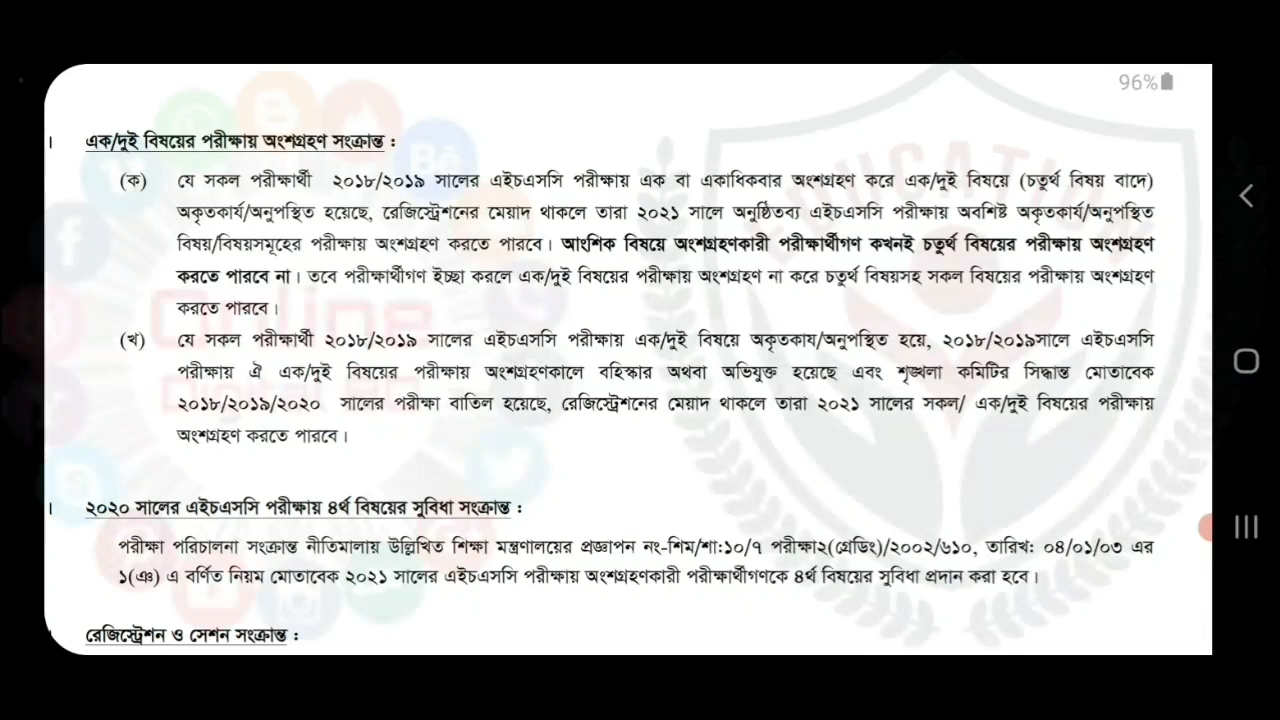 96%
। এক/দুই বিষয়ের পরীক্ষায় অংশগ্রহণ সংক্রান্ত :
(ক) যে সকল পরীক্ষার্থী ২০১৮/২০১৯ সালের এইচএসসি পরীক্ষায় এক বা একাধিকবার অংশগ্রহণ করে এক/দুই বিষয়ে (চতুর্থ বিষয় বাদে)
অকৃতকার্য/অনুপস্থিত হয়েছে, রেজিস্ট্রেশনের মেয়াদ থাকলে তারা ২০২১ সালে অনুষ্ঠিতব্য এইচএসসি পরীক্ষায় অবশিষ্ট অকৃতকার্য/অনুপস্থিত
বিষয়/বিষয়সমূহের পরীক্ষায় অংশগ্রহণ করতে পারবে। আংশিক বিষয়ে অংশগ্রহণকারী পরীক্ষার্থীগণ কখনই চতুর্থ বিষয়ের পরীক্ষায় অংশগ্রহণ
করতে পারবে না। তবে পরীক্ষার্থীগণ ইচ্ছা করলে এক/দুই বিষয়ের পরীক্ষায় অংশগ্রহণ না করে চতুর্থ বিষয়সহ সকল বিষয়ের পরীক্ষায় অংশগ্রহণ
করতে পারবে।
(খ) যে সকল পরীক্ষার্থী ২০১৮/২০১৯ সালের এইচএসসি পরীক্ষায় এক/দুই বিষয়ে অকৃতকায/অনুপস্থিত হয়ে, ২০১৮/২০১৯সালে এইচএসসি
পরীক্ষায় ঐ এক/দুই বিষয়ের পরীক্ষায় অংশগ্রহণকালে বহিস্কার অথবা অভিযুক্ত হয়েছে এবং শৃঙ্খলা কমিটির সিদ্ধান্ত মোতাবেক
২০১৮/২০১৯/২০২০ সালের পরীক্ষা বাতিল হয়েছে, রেজিস্ট্রেশনের মেয়াদ থাকলে তারা ২০২১ সালের সকল/ এক/দুই বিষয়ের পরীক্ষায়
অংশগ্রহণ করতে পারবে।
। ২০২০ সালের এইচএসসি পরীক্ষায় ৪র্থ বিষয়ের সুবিধা সংক্রান্ত :
পরীক্ষা পরিচালনা সংক্রান্ত নীতিমালায় উল্লিখিত শিক্ষা মন্ত্রণালয়ের প্রজ্ঞাপন নং-শিম/শা:১০/৭ পরীক্ষা২(গ্রেডিং)/২০০২/৬১০, তারিখ: ০৪/০১/০৩ এর
১(ঞ) এ বর্ণিত নিয়ম মোতাবেক ২০২১ সালের এইচএসসি পরীক্ষায় অংশগ্রহণকারী পরীক্ষার্থীগণকে ৪র্থ বিষয়ের সুবিধা প্রদান করা হবে।
রেজিস্ট্রেশন ও সেশন সংক্রান্ত :
EDUCATION
Online